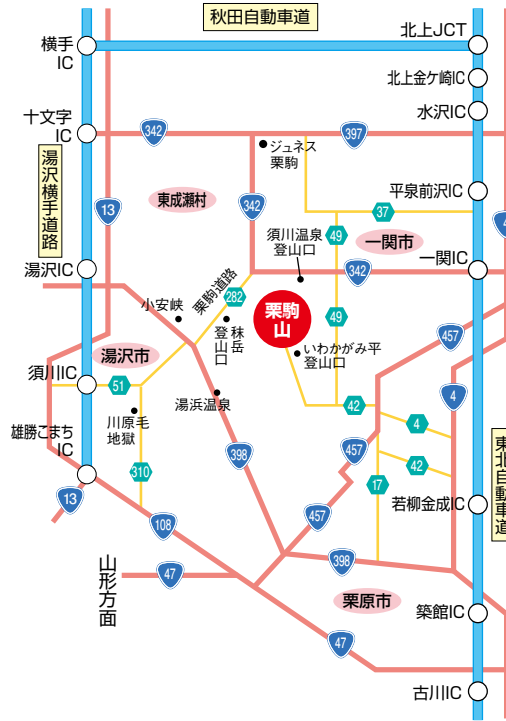 秋田自動車道
横手
IC
北上JCT
北上金ケ崎IC
水沢IC
十文字
IC
342
397
ジュネス
栗駒
湯沢横手道路
東成瀬村
平泉前沢IC
13
342
37
4
49
一関市
須川温泉
登山口
湯沢IC
342
一関IC
栗駒道路
282
小安峡
秣岳
登山口
栗駒
山
49
457
いわかがみ平
登山口
湯沢市
須川IC
51
湯浜温泉
4
42
川原毛
地獄
4
雄勝こまち
IC
398
457
42
東北自動車道
310
17
13
若柳金成IC
108
457
山形方面
47
398
栗原市
築館IC
47
古川IC